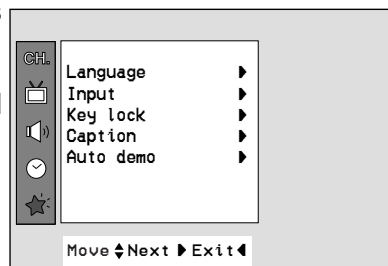 CH.
Language
Input
Key lock
Caption
Auto demo
Move Next Exit